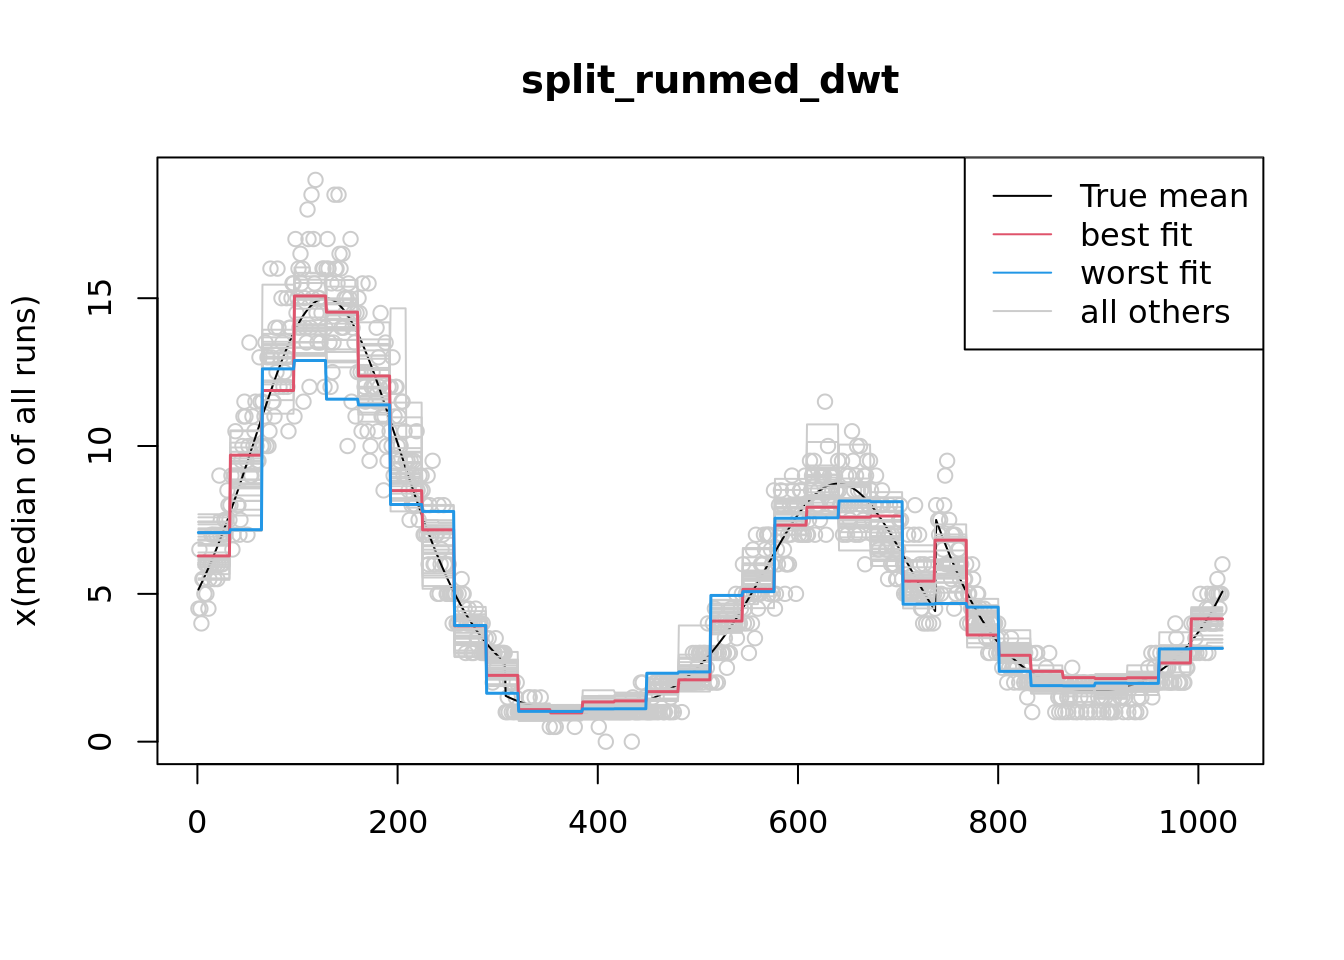 split_runmed_dwt
x(median of all runs)
True mean
best fit
worst fit
all others
15
10
5
0
0 200 400 600 800 1000